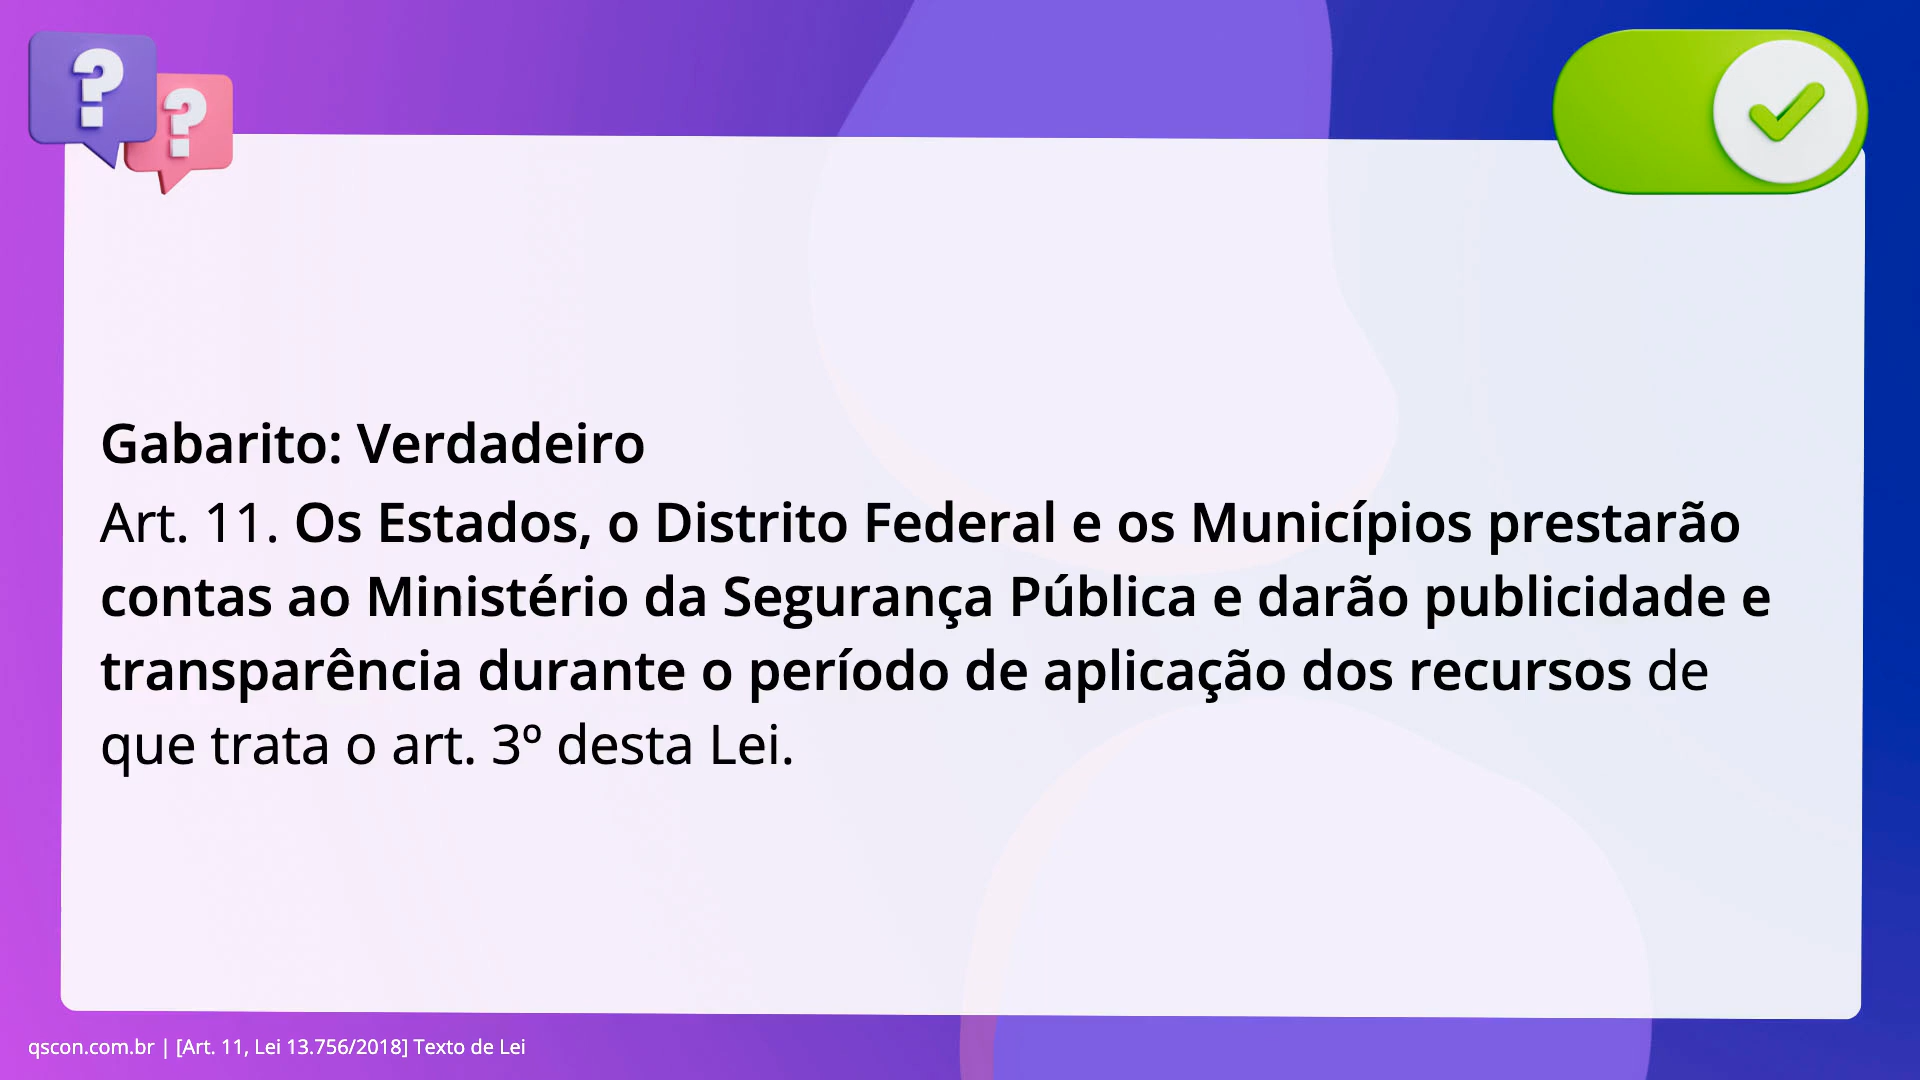 Gabarito: Verdadeiro
Art. 11. Os Estados, o Distrito Federal e os Municípios prestarão
contas ao Ministério da Segurança Pública e darão publicidade e
transparência durante o período de aplicação dos recursos de
que trata o art. 3º desta Lei.
qscon.com.br | [Art. 11, Lei 13.756/2018] Texto de Lei